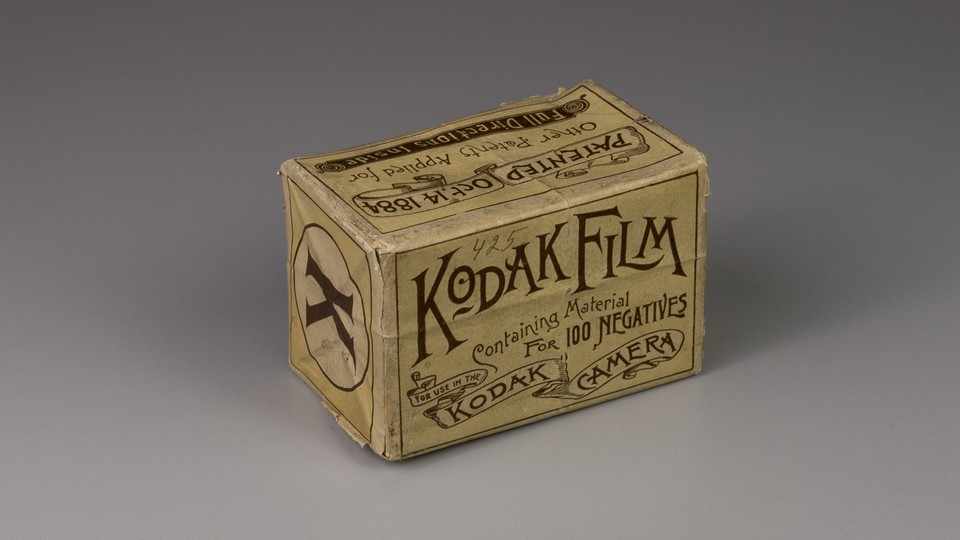 Full Directions Inside
Other Patents Applied for
PATENTED Oct. 14 1884
K
425
KODAK FILM
Containing Material
FOR 100 NEGATIVES
FOR USE IN THE
KODAK CAMERA